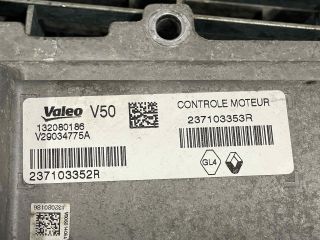 Valeo V50
132080186
V29034775A
237103352R
CONTROLE MOTEUR
237103353R
GL4